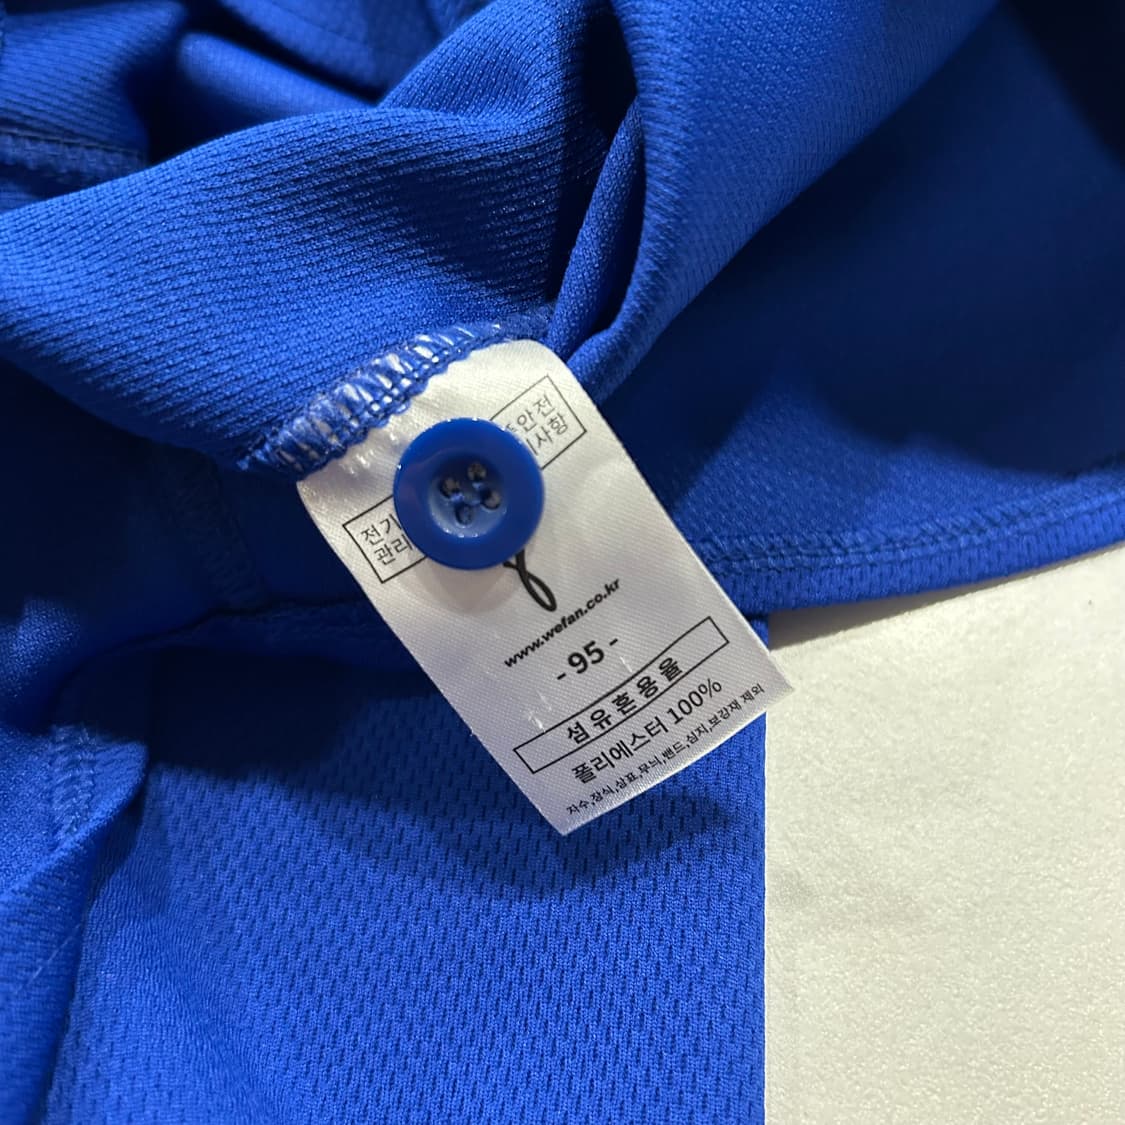 전기
관리
안전
사항
www.wefan.co.kr
- 95 -
섬유혼용율
폴리에스터 100%
자수,장식,상표,무늬,밴드,심지,보강재 제외